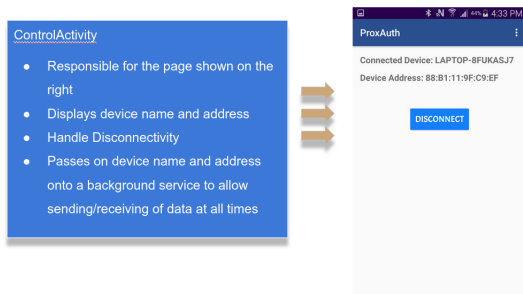 ControlActivity
● Responsible for the page shown on the
right
● Displays device name and address
● Handle Disconnectivity
● Passes on device name and address
onto a background service to allow
sending/receiving of data at all times
44% 4:33 PM
ProxAuth
Connected Device: LAPTOP-8FUKASJ7
Device Address: 88:B1:11:9F:C9:EF
DISCONNECT